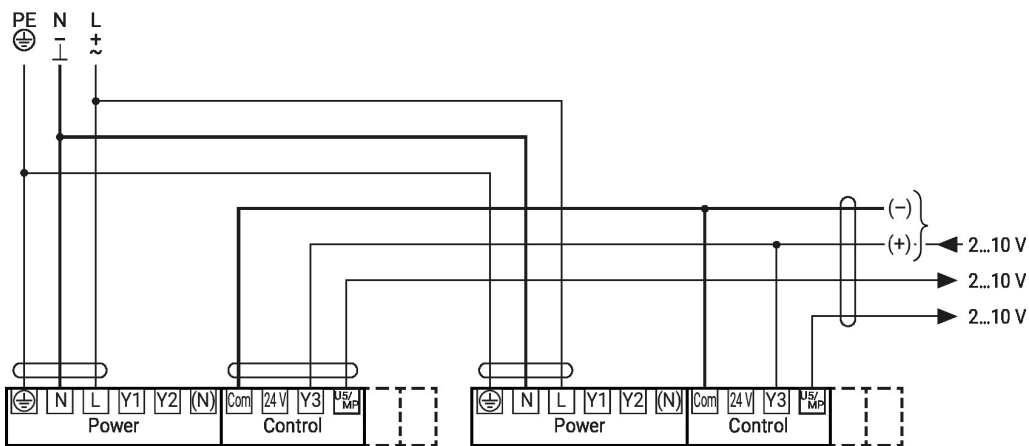 PE N L
– +
⊥ ~
(–)
(+) 2...10 V
2...10 V
2...10 V
N L Y1 Y2 (N) Com 24 V Y3 U5/MP N L Y1 Y2 (N) Com 24 V Y3 U5/MP
Power Control Power Control